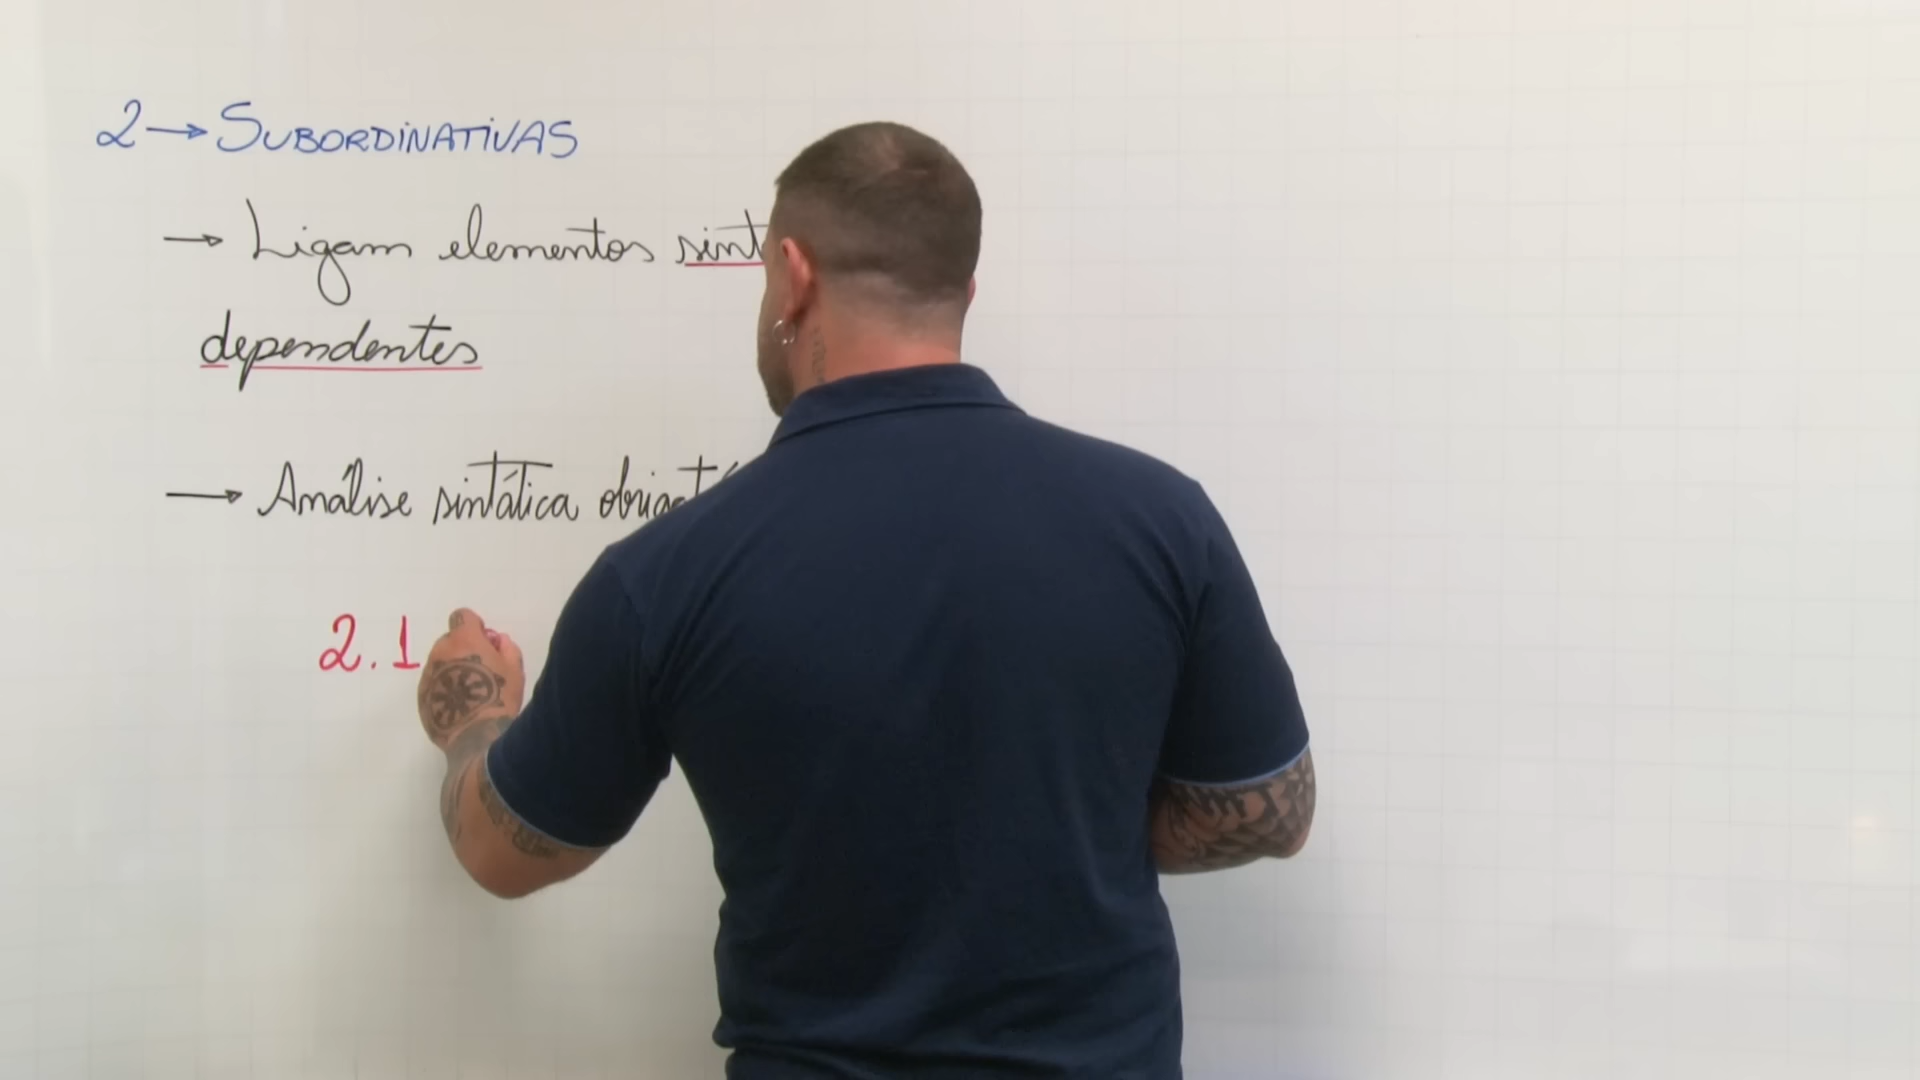 2 → SUBORDINATIVAS
→ Ligam elementos
dependentes
→ Análise sintática
2.1